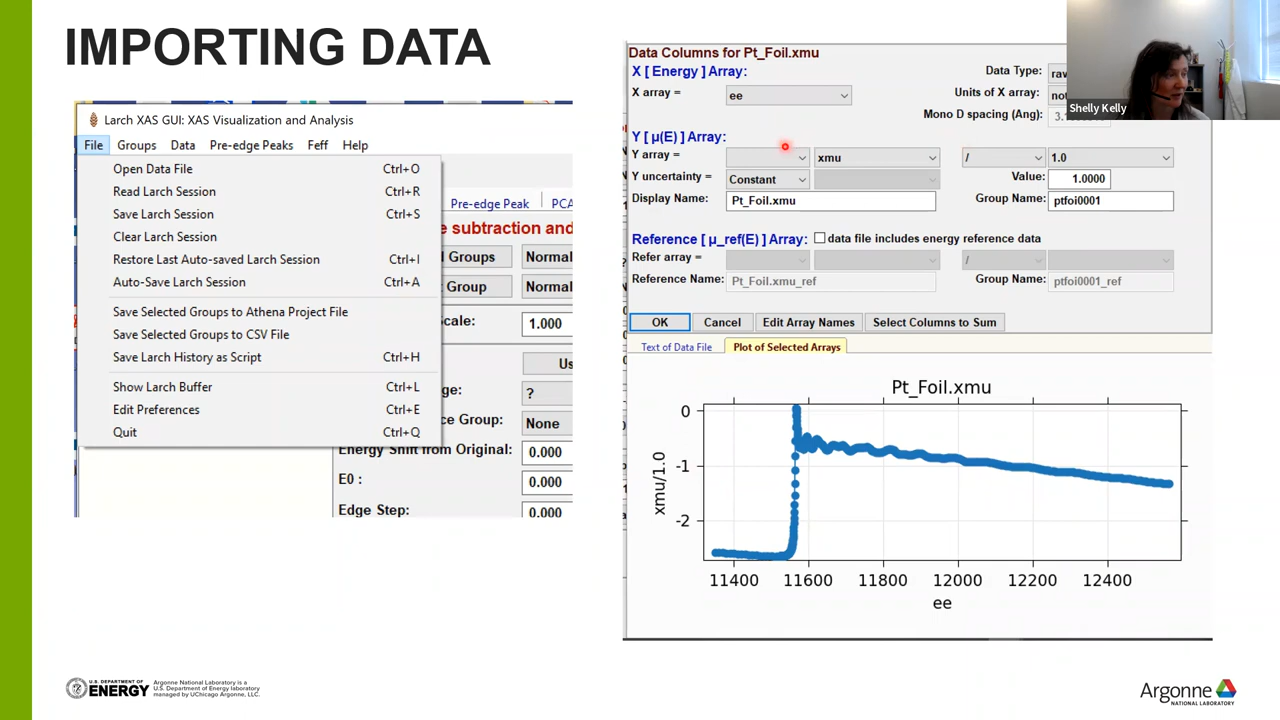 IMPORTING DATA
Larch XAS GUI: XAS Visualization and Analysis
File Groups Data Pre-edge Peaks Feff Help
Open Data File Ctrl+O
Read Larch Session Ctrl+R
Save Larch Session Ctrl+S
Clear Larch Session
Restore Last Auto-saved Larch Session Ctrl+I
Auto-Save Larch Session Ctrl+A
Save Selected Groups to Athena Project File
Save Selected Groups to CSV File
Save Larch History as Script Ctrl+H
Show Larch Buffer Ctrl+L
Edit Preferences Ctrl+E
Quit Ctrl+Q
Pre-edge Peak PCA
e subtraction and
Groups Normal
Group Normal
Scale: 1.000
Us
ge: ?
ce Group: None
Energy Shift from Original: 0.000
E0 : 0.000
Edge Step: 0.000
Data Columns for Pt_Foil.xmu
X [ Energy ] Array: Data Type: raw
X array = ee Units of X array: not
Mono D spacing (Ang): 3.1
Shelly Kelly
Y [ μ(E) ] Array:
Y array = xmu / 1.0
Y uncertainty: Constant Value: 1.0000
Display Name: Pt_Foil.xmu Group Name: ptfoi0001
Reference [ μ_ref(E) ] Array: data file includes energy reference data
Refer array = /
Reference Name: Pt_Foil.xmu_ref Group Name: ptfoi0001_ref
OK Cancel Edit Array Names Select Columns to Sum
Text of Data File Plot of Selected Arrays
Pt_Foil.xmu
0
-1
-2
xmu/1.0
11400 11600 11800 12000 12200 12400
ee
U.S. DEPARTMENT OF
ENERGY
Argonne National Laboratory is a
U.S. Department of Energy laboratory
managed by UChicago Argonne, LLC.
Argonne
NATIONAL LABORATORY